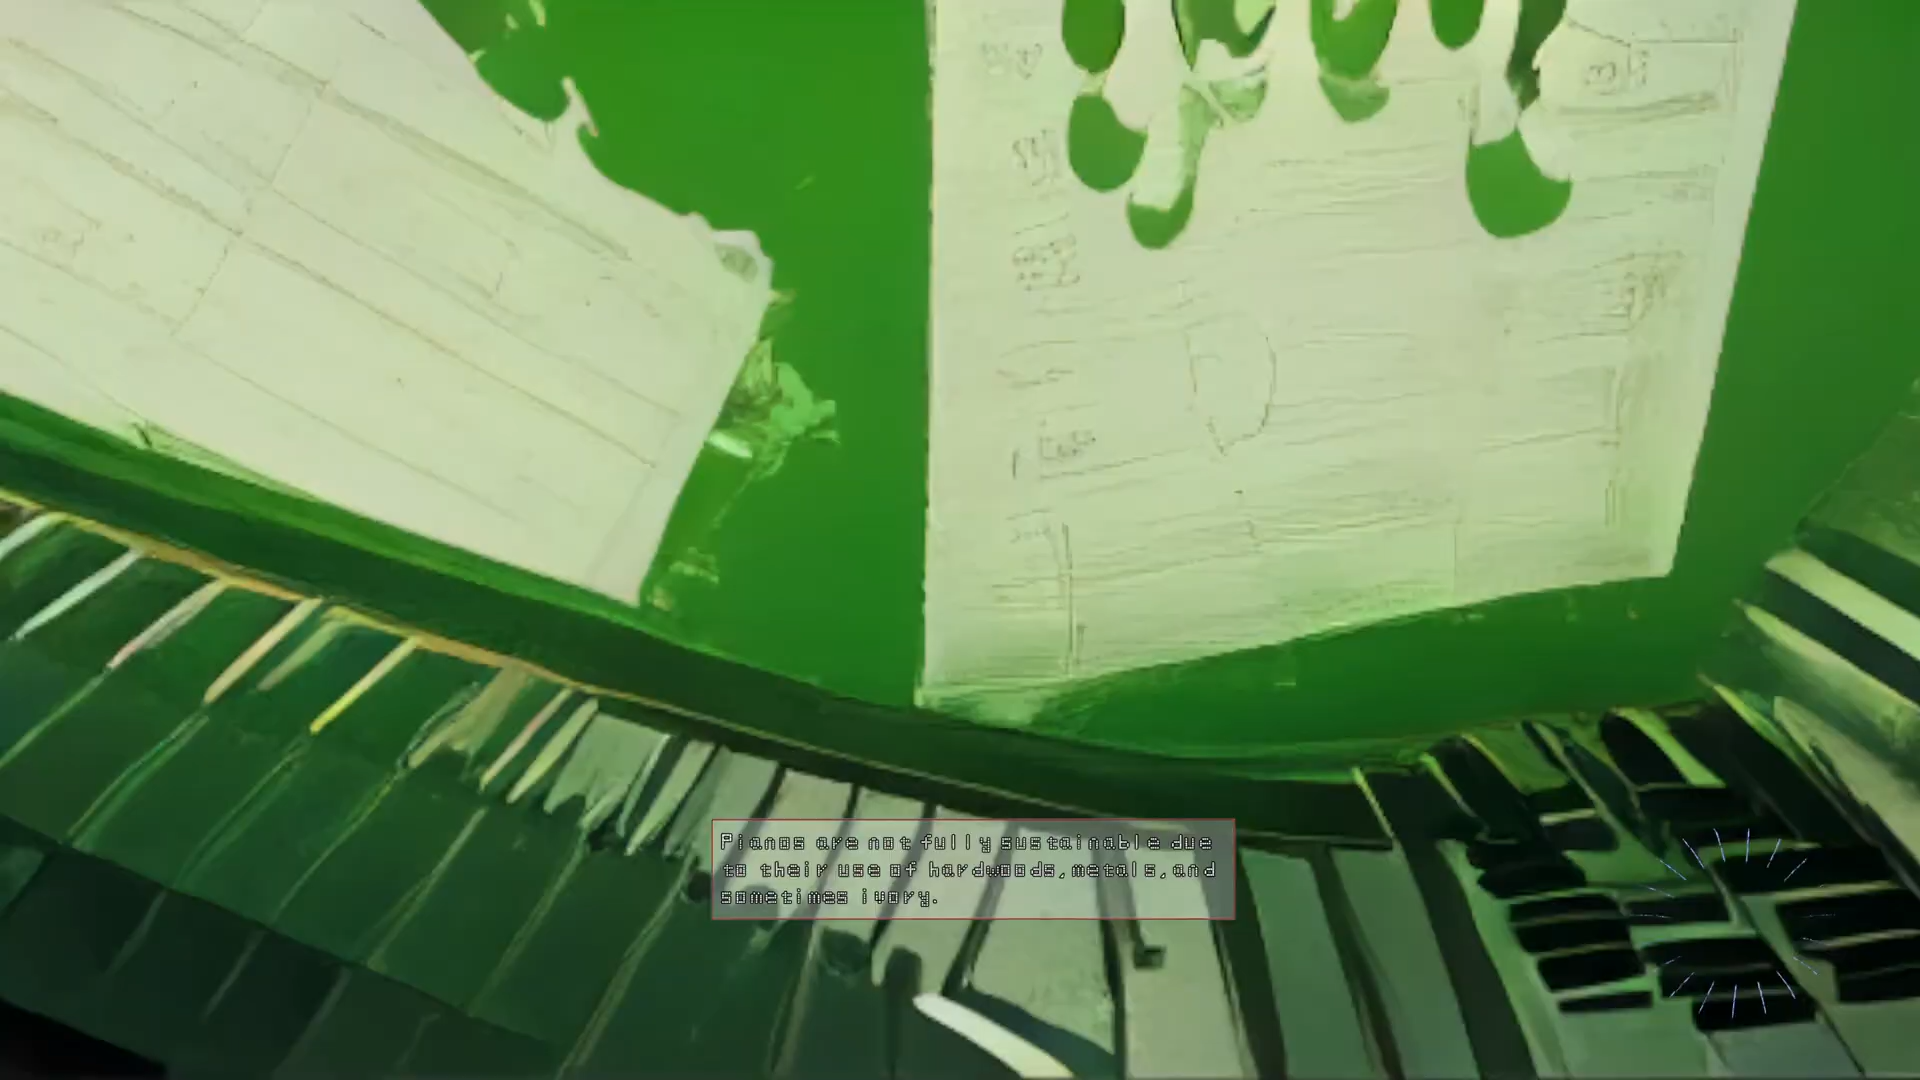 Pianos are not fully sustainable due
to their use of hardwoods, metals, and
sometimes ivory.